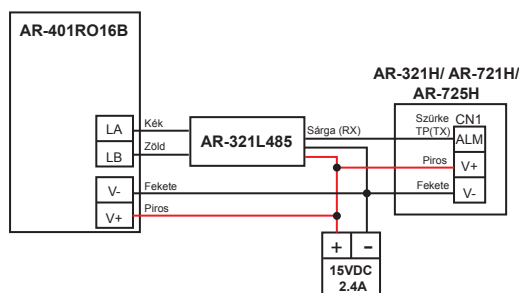 AR-401RO16B
AR-321H/ AR-721H/
AR-725H
LA
Kék
LB
Zöld
AR-321L485
Sárga (RX)
Szürke
TP(TX)
CN1
ALM
Piros
V+
Fekete
V-
V-
Fekete
V+
Piros
+
-
15VDC
2.4A